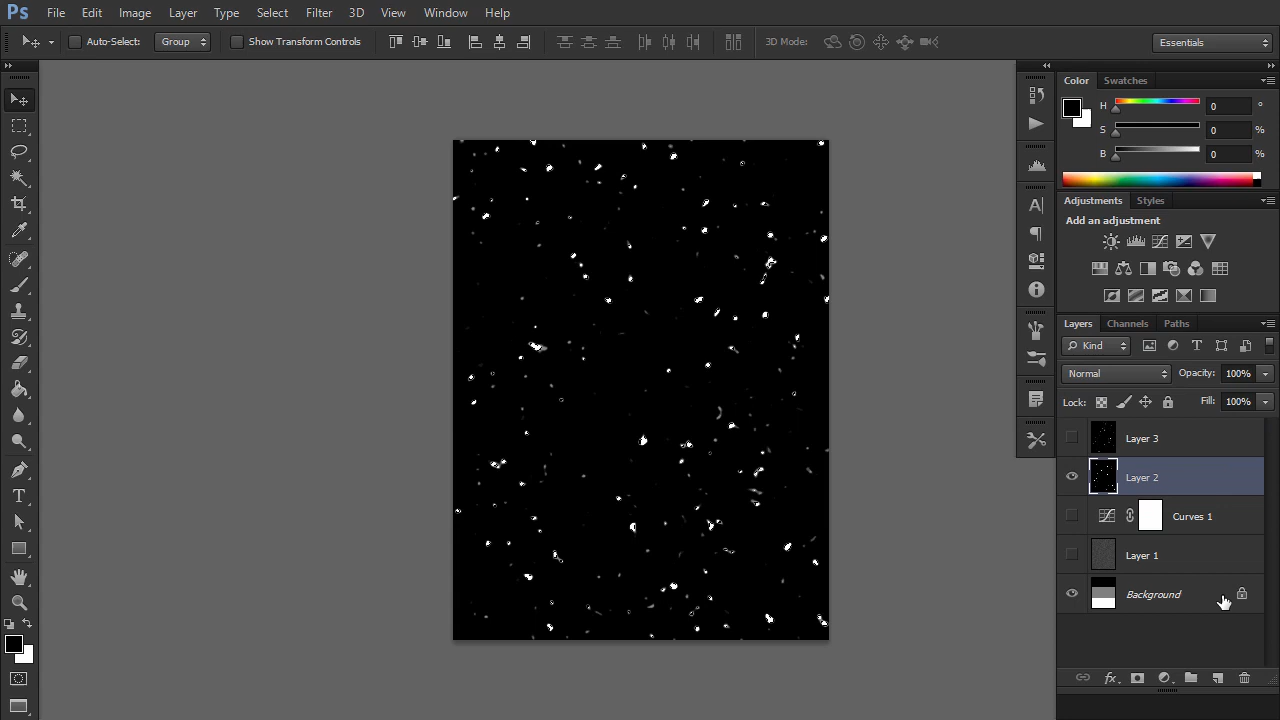 Ps File Edit Image Layer Type Select Filter 3D View Window Help
Auto-Select: Group Show Transform Controls 3D Mode: Essentials
Color Swatches
H 0 °
S 0 %
B 0 %
Adjustments Styles
Add an adjustment
Layers Channels Paths
Kind T
Normal Opacity: 100%
Lock: Fill: 100%
Layer 3
Layer 2
Curves 1
Layer 1
Background
fx